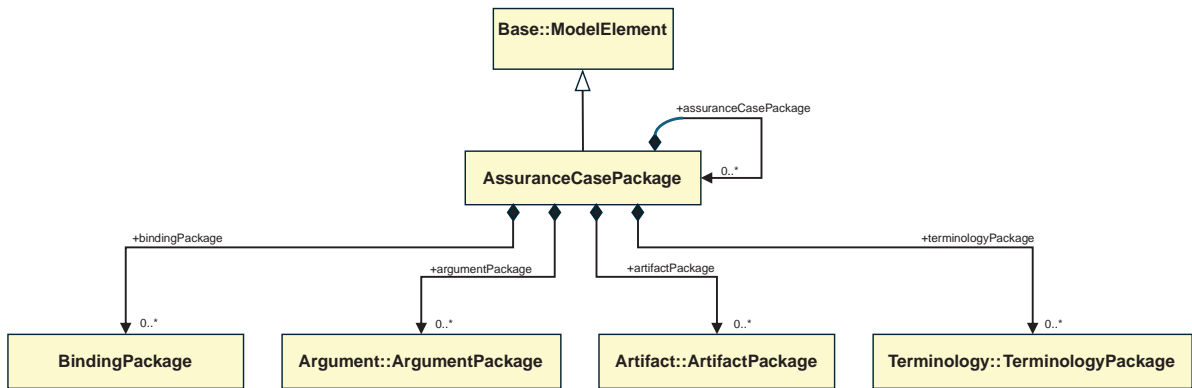 Base::ModelElement
+assuranceCasePackage
AssuranceCasePackage
0..*
+bindingPackage
+terminologyPackage
+argumentPackage
+artifactPackage
0..*
0..*
0..*
0..*
BindingPackage
Argument::ArgumentPackage
Artifact::ArtifactPackage
Terminology::TerminologyPackage